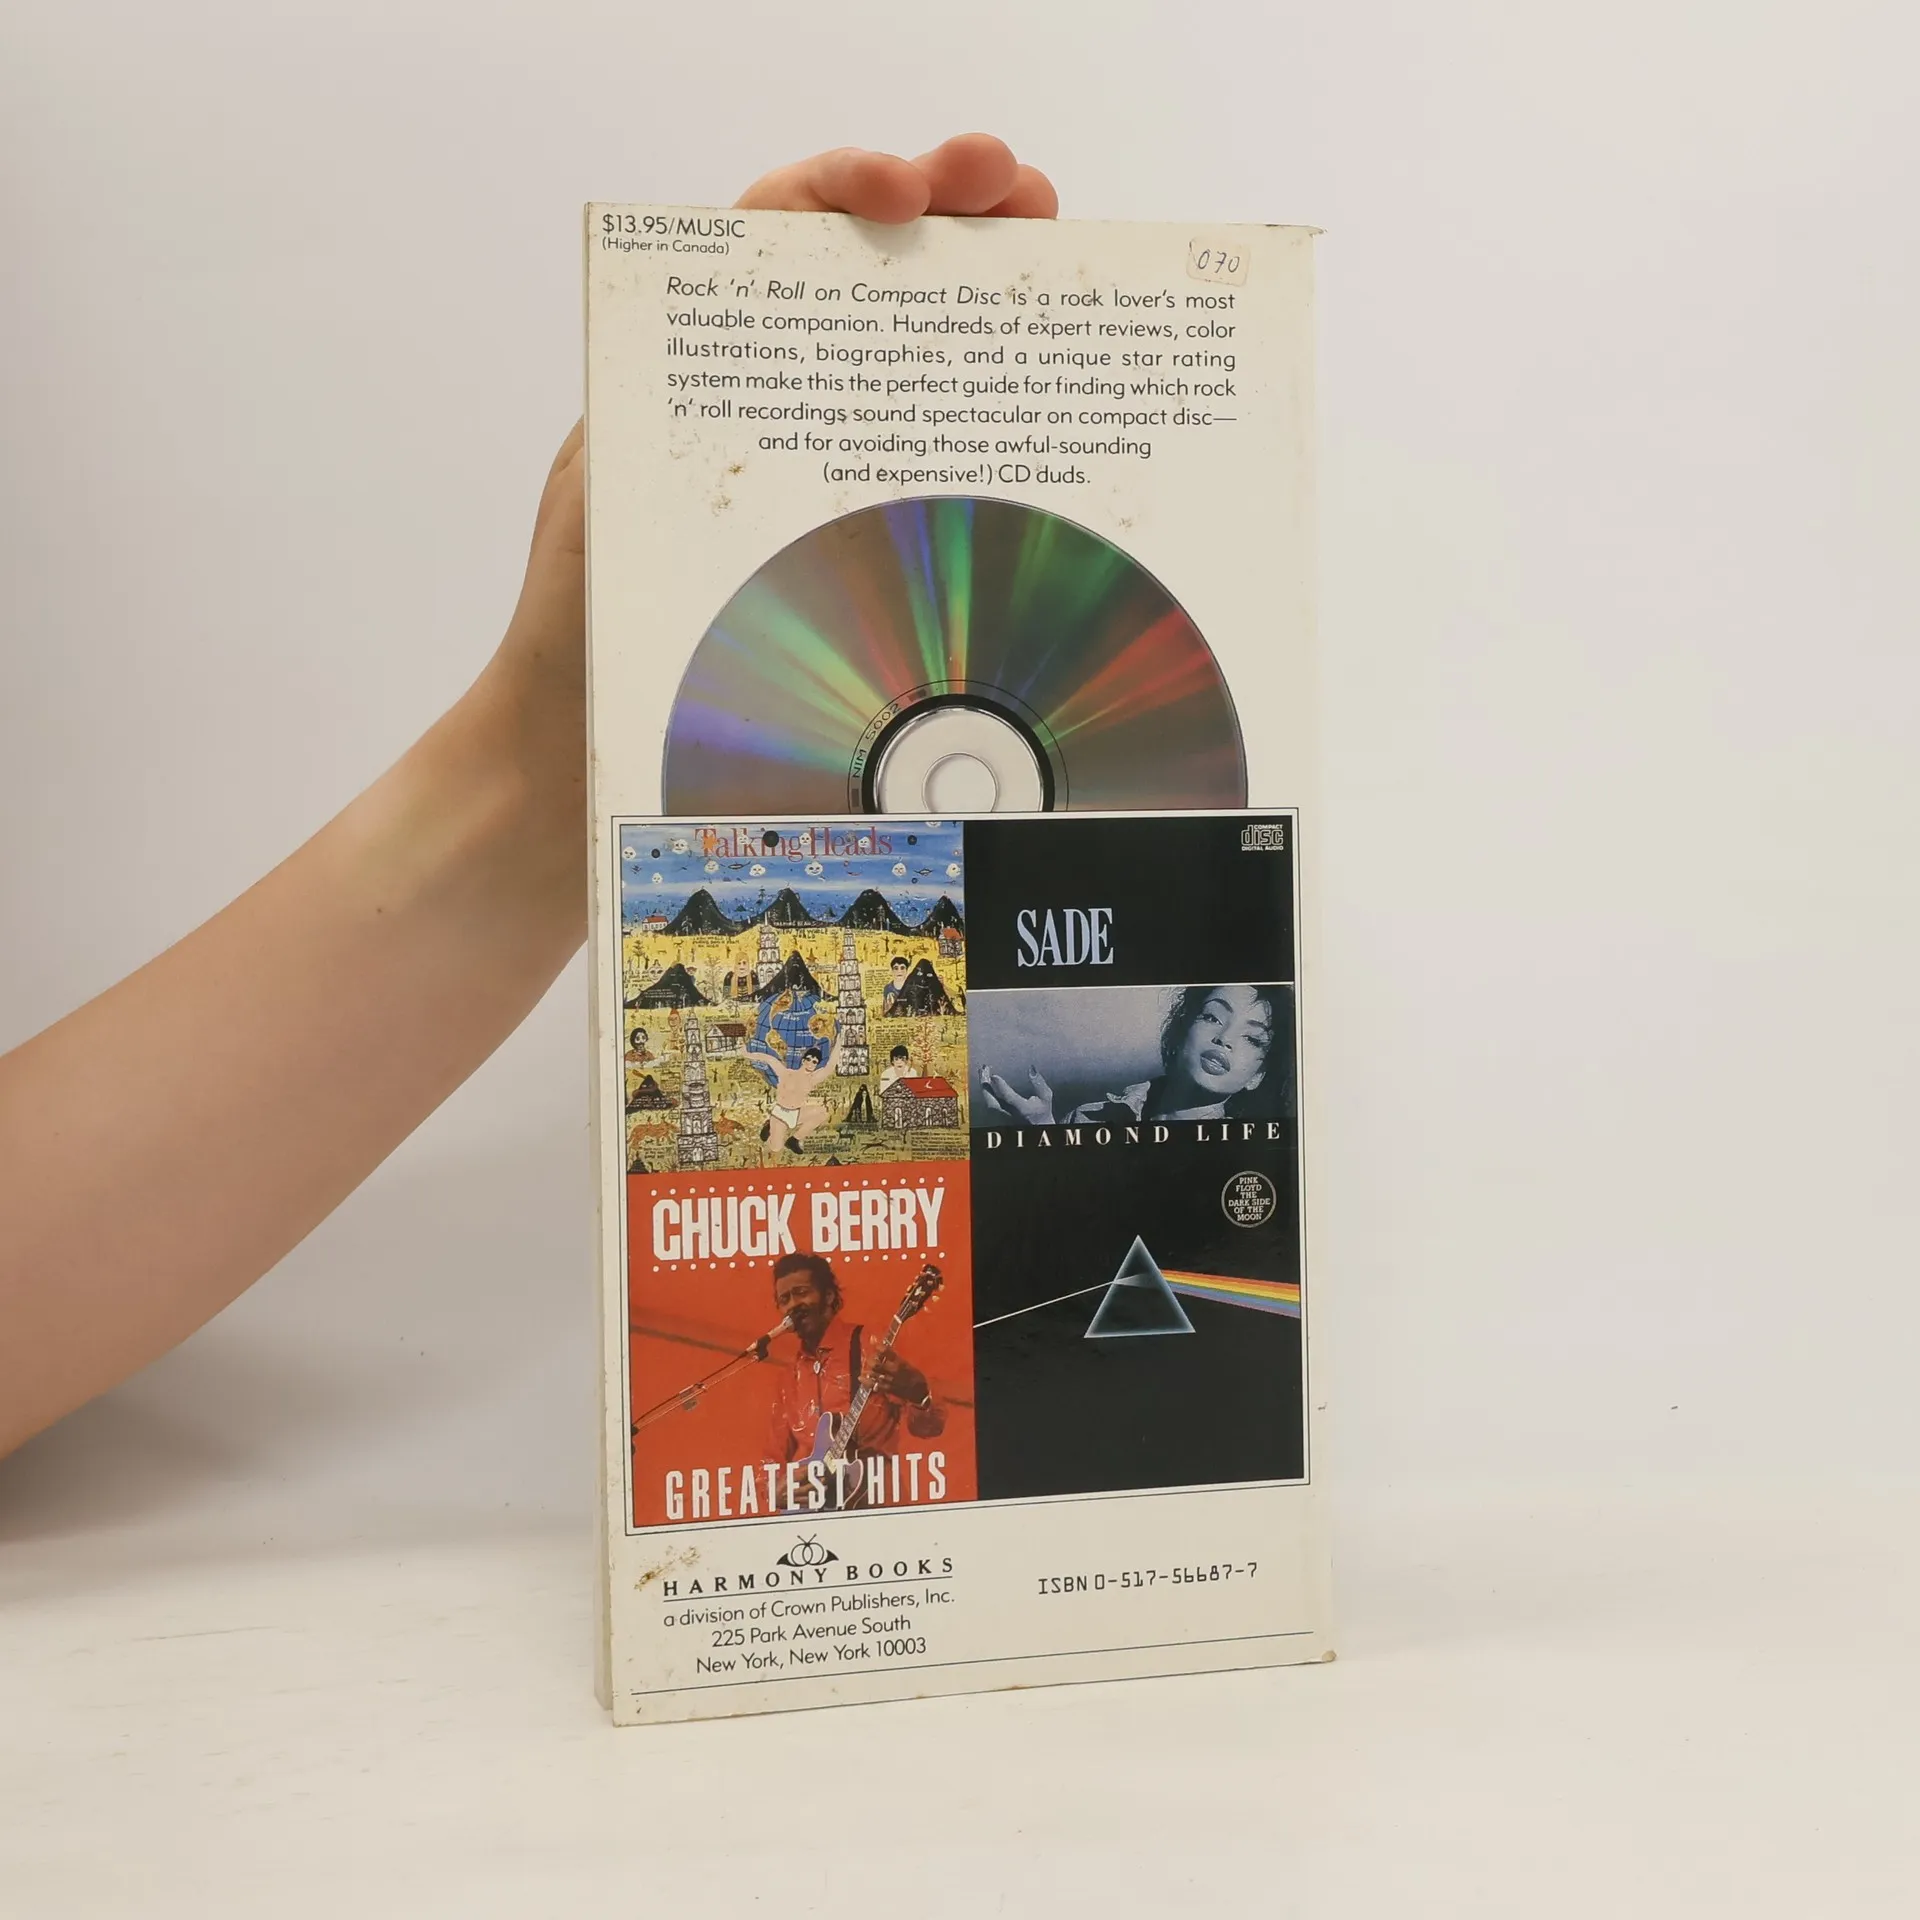 $13.95/MUSIC
(Higher in Canada)
070
Rock 'n' Roll on Compact Disc is a rock lover's most
valuable companion. Hundreds of expert reviews, color
illustrations, biographies, and a unique star rating
system make this the perfect guide for finding which rock
'n' roll recordings sound spectacular on compact disc—
and for avoiding those awful-sounding
(and expensive!) CD duds.
NIM 5002
Talking Heads
COMPACT
disc
DIGITAL AUDIO
SADE
DIAMOND LIFE
CHUCK BERRY
GREATEST HITS
PINK
FLOYD
THE
DARK SIDE
OF THE
MOON
HARMONY BOOKS
a division of Crown Publishers, Inc.
225 Park Avenue South
New York, New York 10003
ISBN 0-517-56687-7